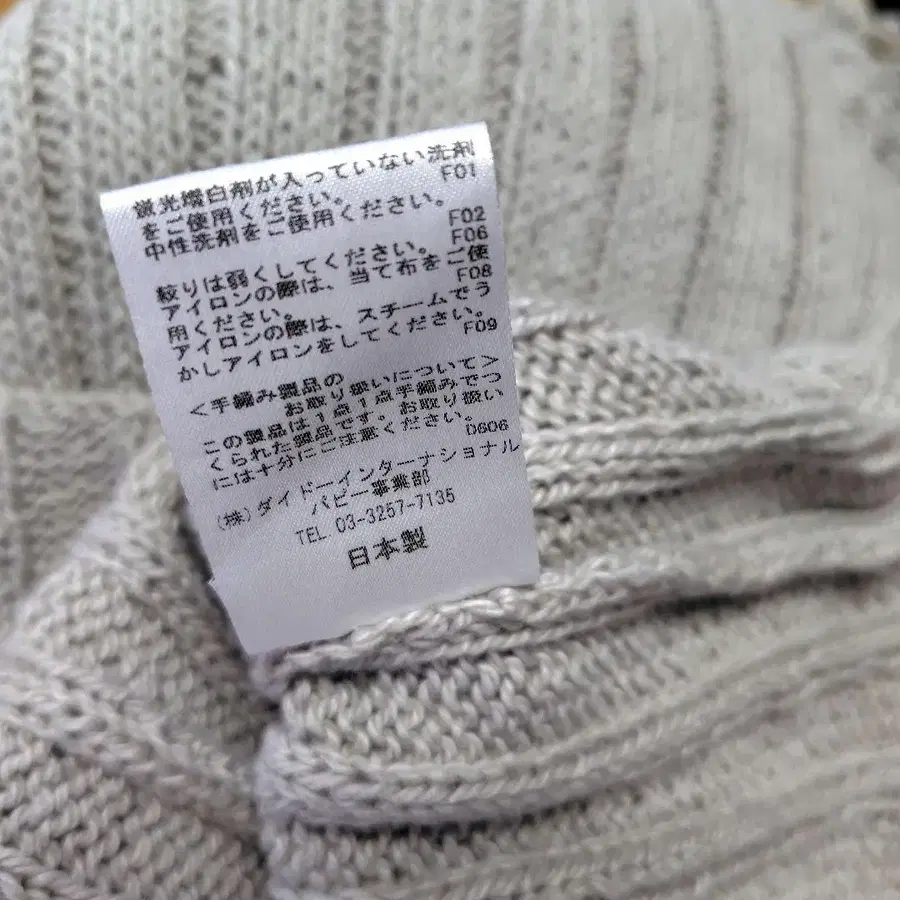 蛍光増白剤が入っていない洗剤
をご使用ください。 F01
中性洗剤をご使用ください。
F02
絞りは弱くしてください。 F06
アイロンの際は、当て布をご使
用ください。 F08
アイロンの際は、スチームでう
かしアイロンをしてください。
F09
<手編み製品の
お取り扱いについて>
この製品は1点1点手編みでつ
くられた製品です。お取り扱い
には十分にご注意ください。
D606
(株)ダイドーインターナショナル
パピー事業部
TEL.03-3257-7135
日本製